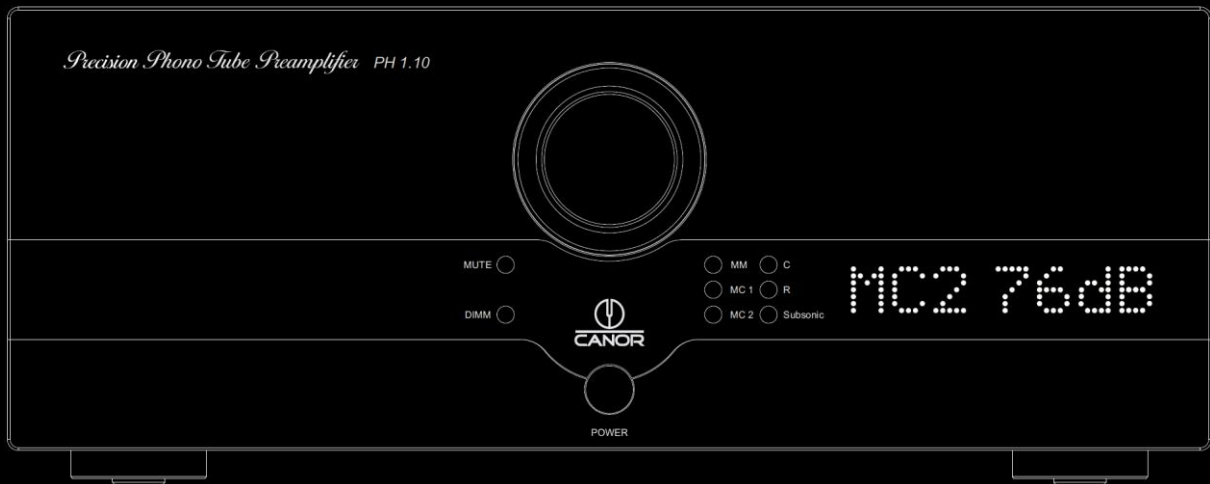 Precision Phono Tube Preamplifier PH 1.10
MUTE
DIMM
MM C
MC 1 R
MC 2 Subsonic
MC2 76dB
CANOR
POWER